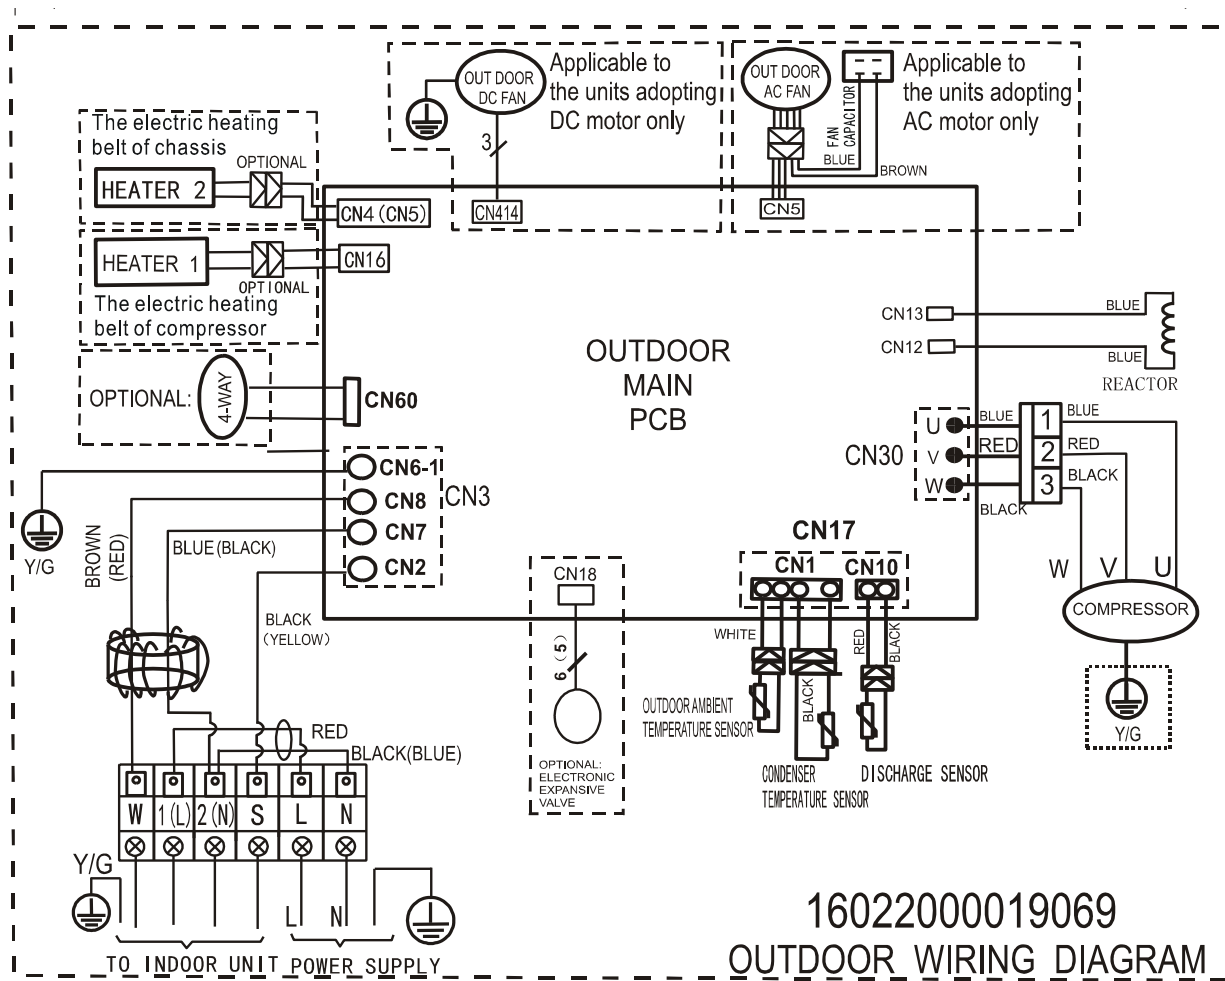 OUT DOOR
DC FAN
Applicable to
the units adopting
DC motor only
3
CN414
OUT DOOR
AC FAN
FAN
CAPACITOR
BLUE
BROWN
Applicable to
the units adopting
AC motor only
CN5
The electric heating
belt of chassis
OPTIONAL
HEATER 2
CN4 (CN5)
HEATER 1
CN16
OPTIONAL
The electric heating
belt of compressor
OPTIONAL:
4-WAY
CN60
OUTDOOR
MAIN
PCB
CN13
BLUE
CN12
BLUE
REACTOR
CN30
U
BLUE
1
BLUE
V
RED
2
RED
W
BLACK
3
BLACK
W
V
U
COMPRESSOR
Y/G
CN6-1
CN8
CN3
CN7
CN2
Y/G
BROWN
(RED)
BLUE(BLACK)
BLACK
(YELLOW)
CN18
6 (5)
OPTIONAL:
ELECTRONIC
EXPANSIVE
VALVE
CN17
CN1
CN10
WHITE
BLACK
RED
BLACK
OUTDOOR AMBIENT
TEMPERATURE SENSOR
CONDENSER
TEMPERATURE SENSOR
DISCHARGE SENSOR
RED
BLACK(BLUE)
W
1(L)
2(N)
S
L
N
Y/G
L
N
TO INDOOR UNIT
POWER SUPPLY
16022000019069
OUTDOOR WIRING DIAGRAM